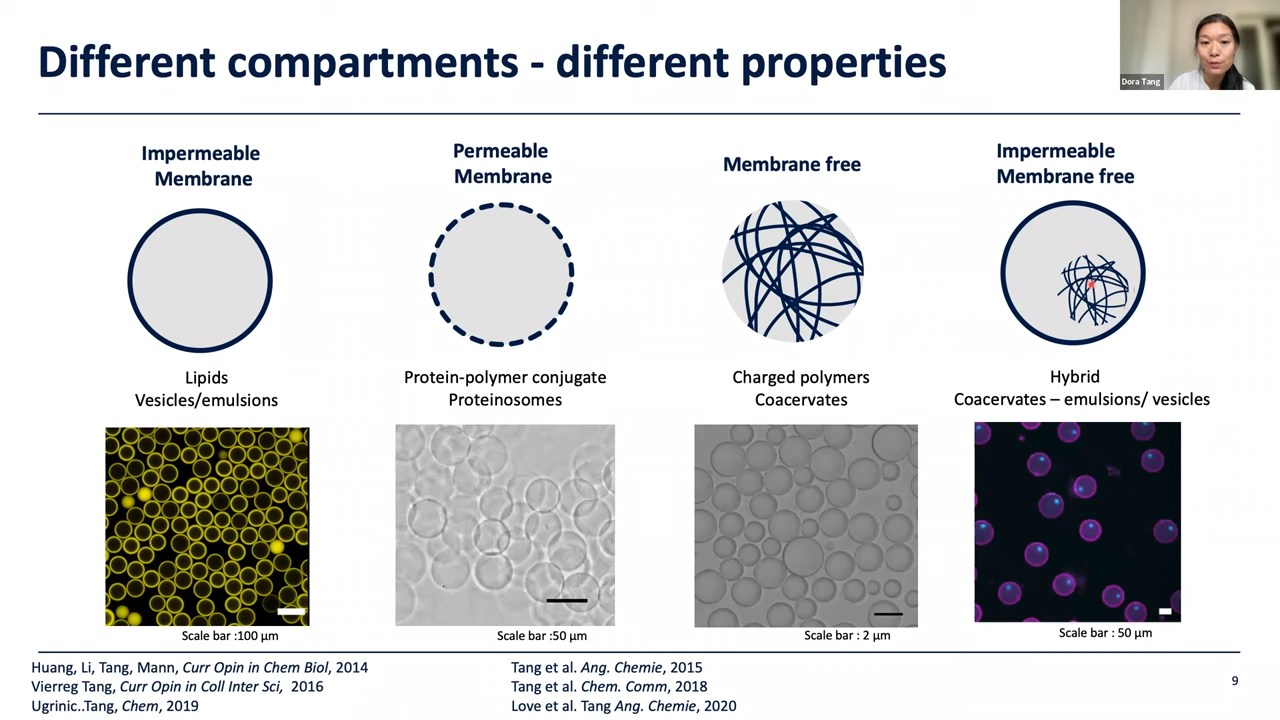 Different compartments - different properties
Dora Tang
Impermeable
Membrane
Permeable
Membrane
Membrane free
Impermeable
Membrane free
Lipids
Vesicles/emulsions
Protein-polymer conjugate
Proteinosomes
Charged polymers
Coacervates
Hybrid
Coacervates – emulsions/ vesicles
Scale bar :100 µm
Scale bar :50 µm
Scale bar : 2 µm
Scale bar : 50 µm
Huang, Li, Tang, Mann, Curr Opin in Chem Biol, 2014
Vierreg Tang, Curr Opin in Coll Inter Sci, 2016
Ugrinic..Tang, Chem, 2019
Tang et al. Ang. Chemie, 2015
Tang et al. Chem. Comm, 2018
Love et al. Tang Ang. Chemie, 2020
9